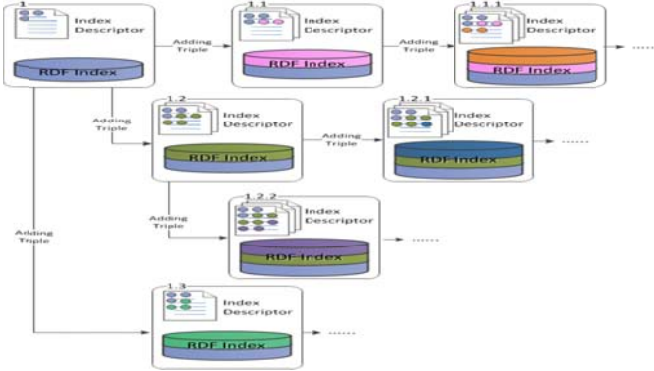 1
Index
Descriptor
RDF Index
Adding
Triple
1.1
Index
Descriptor
RDF Index
Adding
Triple
1.1.1
Index
Descriptor
RDF Index
......
Adding
Triple
1.2
Index
Descriptor
RDF Index
Adding
Triple
1.2.1
Index
Descriptor
RDF Index
......
Adding
Triple
Adding
Triple
1.2.2
Index
Descriptor
RDF Index
......
1.3
Index
Descriptor
RDF Index
......